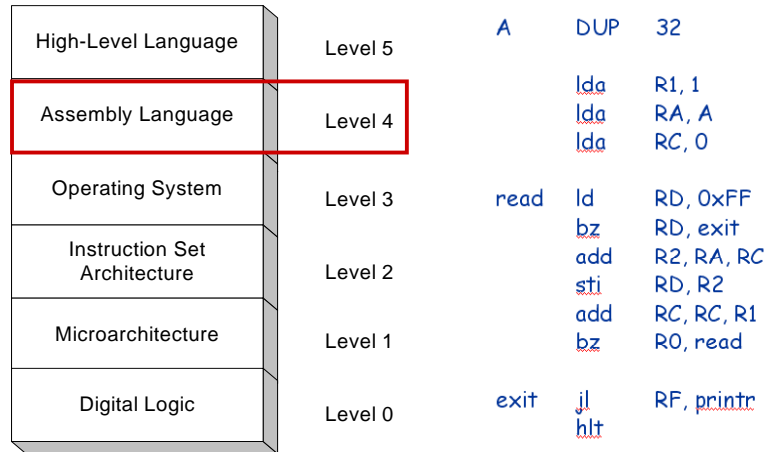 High-Level Language Level 5
Assembly Language Level 4
Operating System Level 3
Instruction Set
Architecture Level 2
Microarchitecture Level 1
Digital Logic Level 0
A DUP 32
lda R1, 1
lda RA, A
lda RC, 0
read ld RD, 0xFF
bz RD, exit
add R2, RA, RC
sti RD, R2
add RC, RC, R1
bz R0, read
exit jl RF, printr
hlt